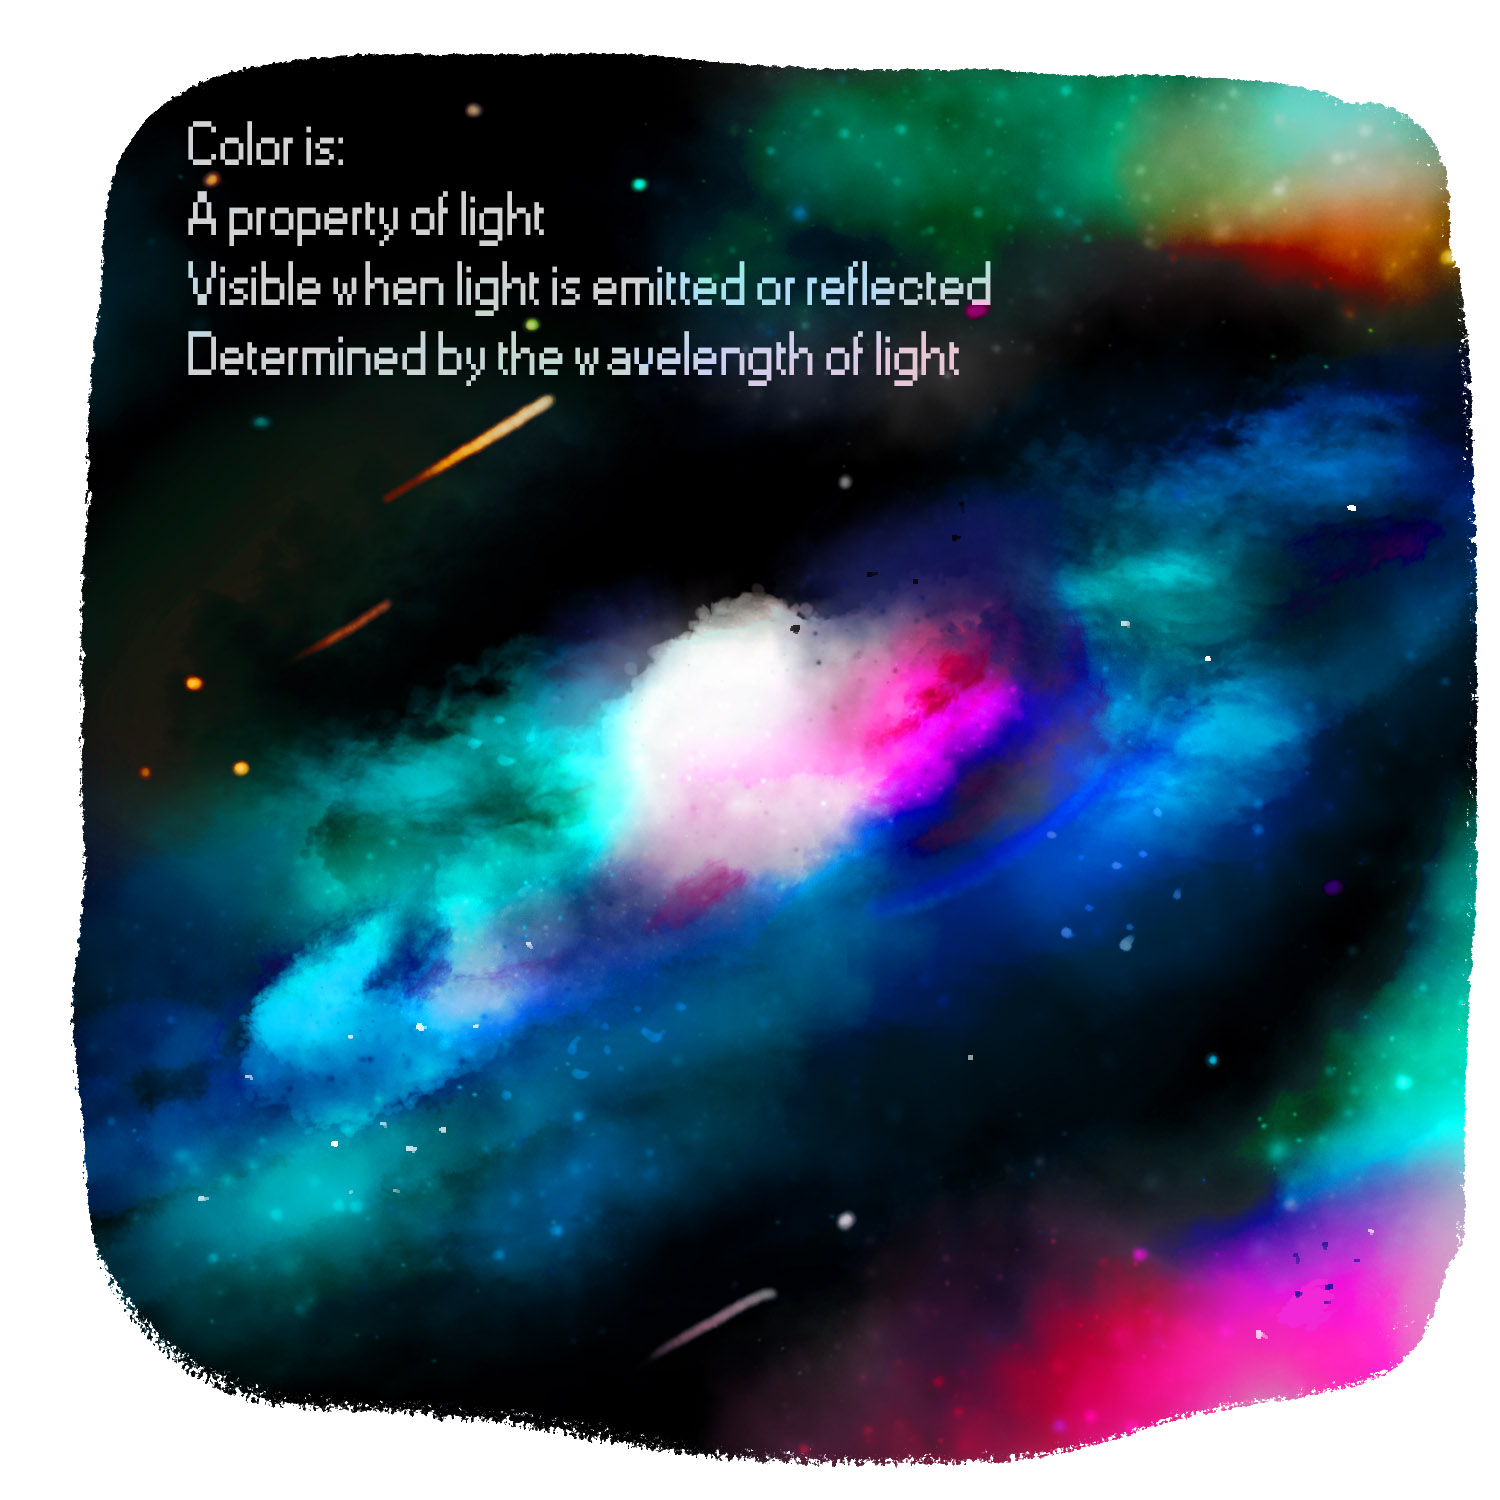 Color is:
A property of light
Visible when light is emitted or reflected
Determined by the wavelength of light